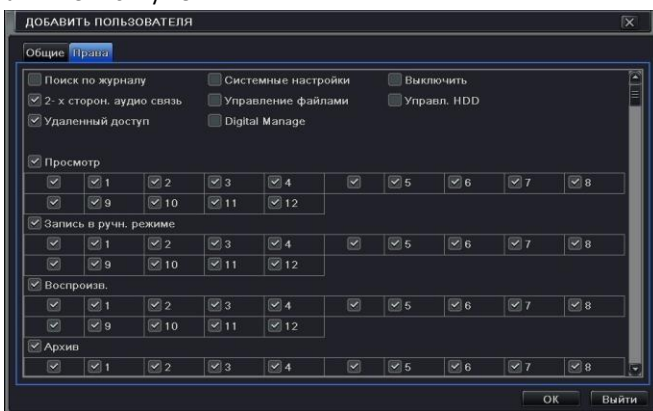 ДОБАВИТЬ ПОЛЬЗОВАТЕЛЯ
Общие Права
Поиск по журналу Системные настройки Выключить
2- х сторон. аудио связь Управление файлами Управл. HDD
Удаленный доступ Digital Manage
Просмотр
1 2 3 4 5 6 7 8
9 10 11 12
Запись в ручн. режиме
1 2 3 4 5 6 7 8
9 10 11 12
Воспроизв.
1 2 3 4 5 6 7 8
9 10 11 12
Архив
1 2 3 4 5 6 7 8
OK Выйти